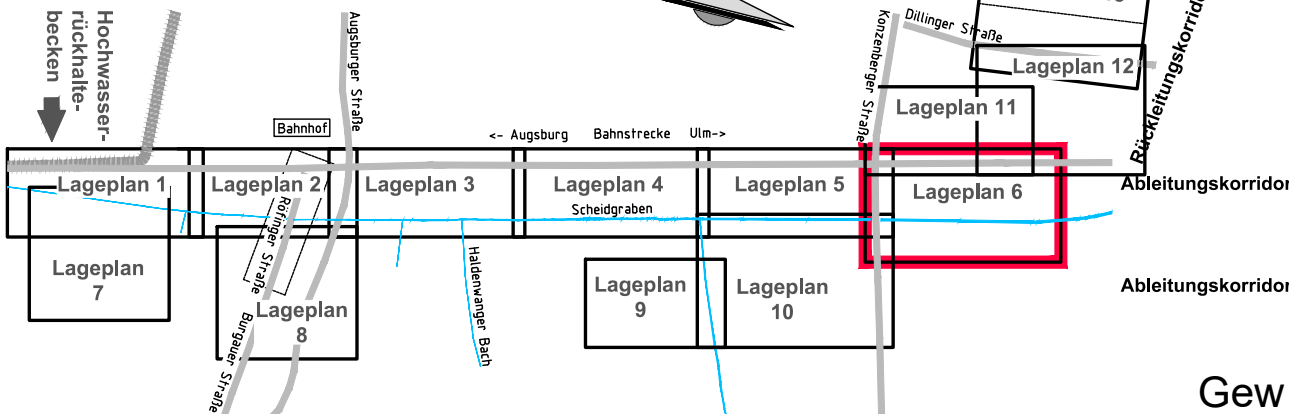 Hochwasser-
rückhalte-
becken
Augsburger Straße
Konzenberger Straße
Dillinger Straße
Rückleitungskorrido
Lageplan 12
Lageplan 11
Bahnhof
<- Augsburg Bahnstrecke Ulm->
Lageplan 1
Lageplan 2
Lageplan 3
Lageplan 4
Lageplan 5
Lageplan 6
Ableitungskorridor
Scheidgraben
Röfinger Straße
Haldenwanger Bach
Lageplan
7
Lageplan
8
Lageplan
9
Lageplan
10
Ableitungskorridor
Burgauer Straße
Gew